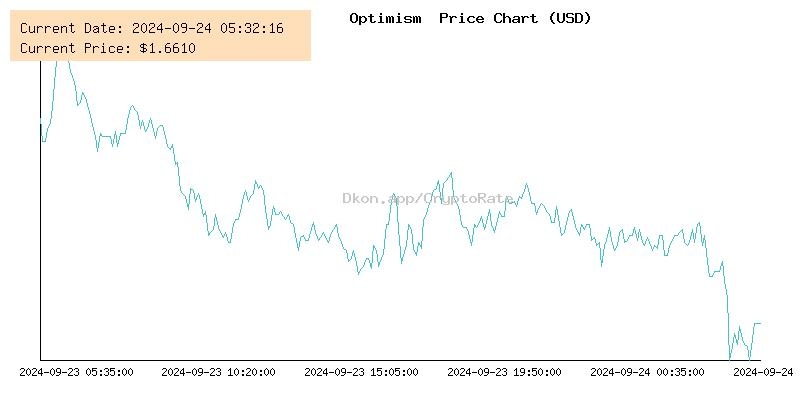 Optimism  Price Chart (USD)
Current Date: 2024-09-24 05:32:16
Current Price: $1.6610
Dkon.app/CryptoRate
2024-09-23 05:35:00 2024-09-23 10:20:00 2024-09-23 15:05:00 2024-09-23 19:50:00 2024-09-24 00:35:00 2024-09-24